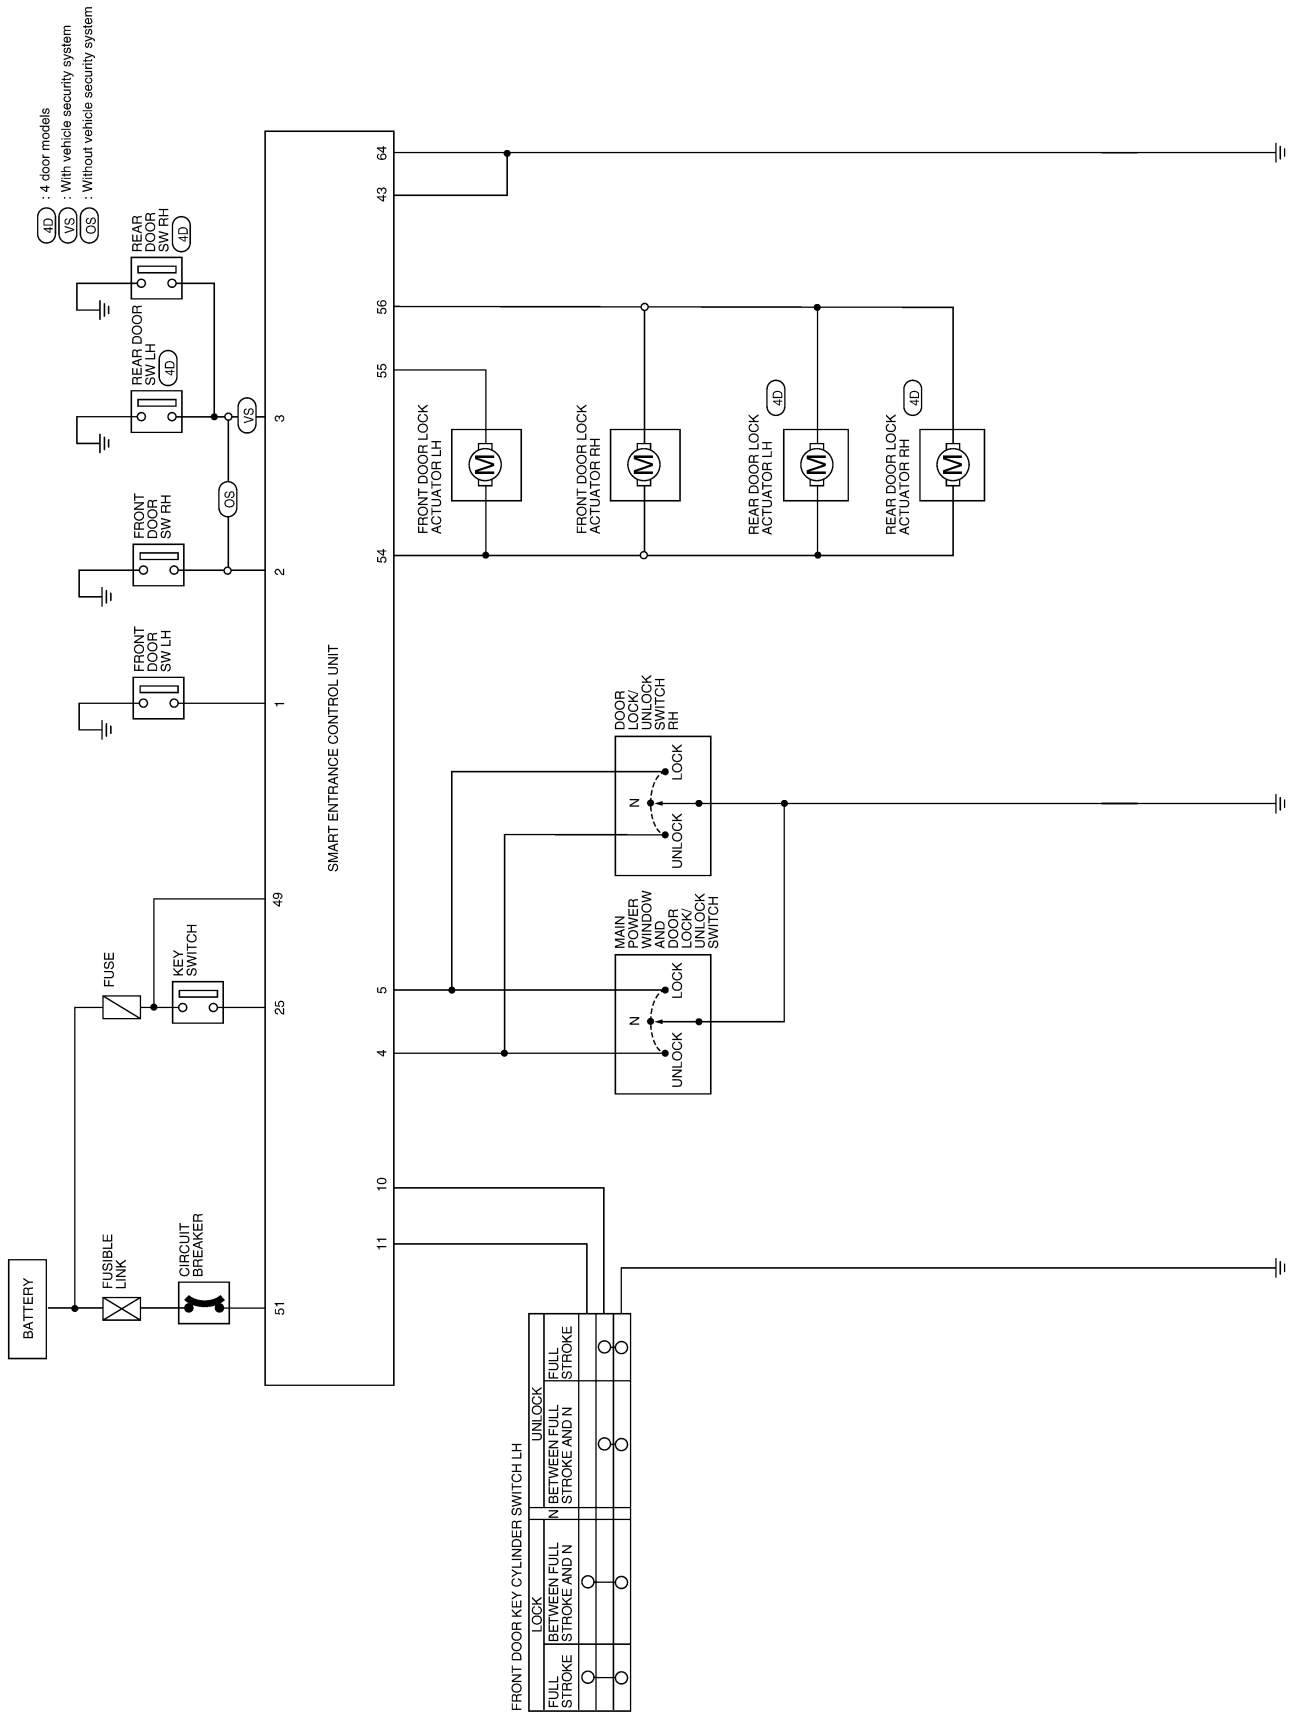 4D : 4 door models
VS : With vehicle security system
OS : Without vehicle security system
BATTERY
FUSIBLE
LINK
FUSE
CIRCUIT
BREAKER
KEY
SWITCH
FRONT
DOOR
SW LH
FRONT
DOOR
SW RH
REAR DOOR
SW LH
4D
REAR
DOOR
SW RH
4D
OS
VS
51
25
49
1
2
3
SMART ENTRANCE CONTROL UNIT
11
10
4
5
54
55
56
43
64
FRONT DOOR KEY CYLINDER SWITCH LH
LOCK
N
UNLOCK
FULL
STROKE
BETWEEN FULL
STROKE AND N
BETWEEN FULL
STROKE AND N
FULL
STROKE
MAIN
POWER
WINDOW
AND
DOOR
LOCK/
UNLOCK
SWITCH
N
UNLOCK
LOCK
DOOR
LOCK/
UNLOCK
SWITCH
RH
N
UNLOCK
LOCK
FRONT DOOR LOCK
ACTUATOR LH
M
FRONT DOOR LOCK
ACTUATOR RH
M
REAR DOOR LOCK
ACTUATOR LH
4D
M
REAR DOOR LOCK
ACTUATOR RH
4D
M